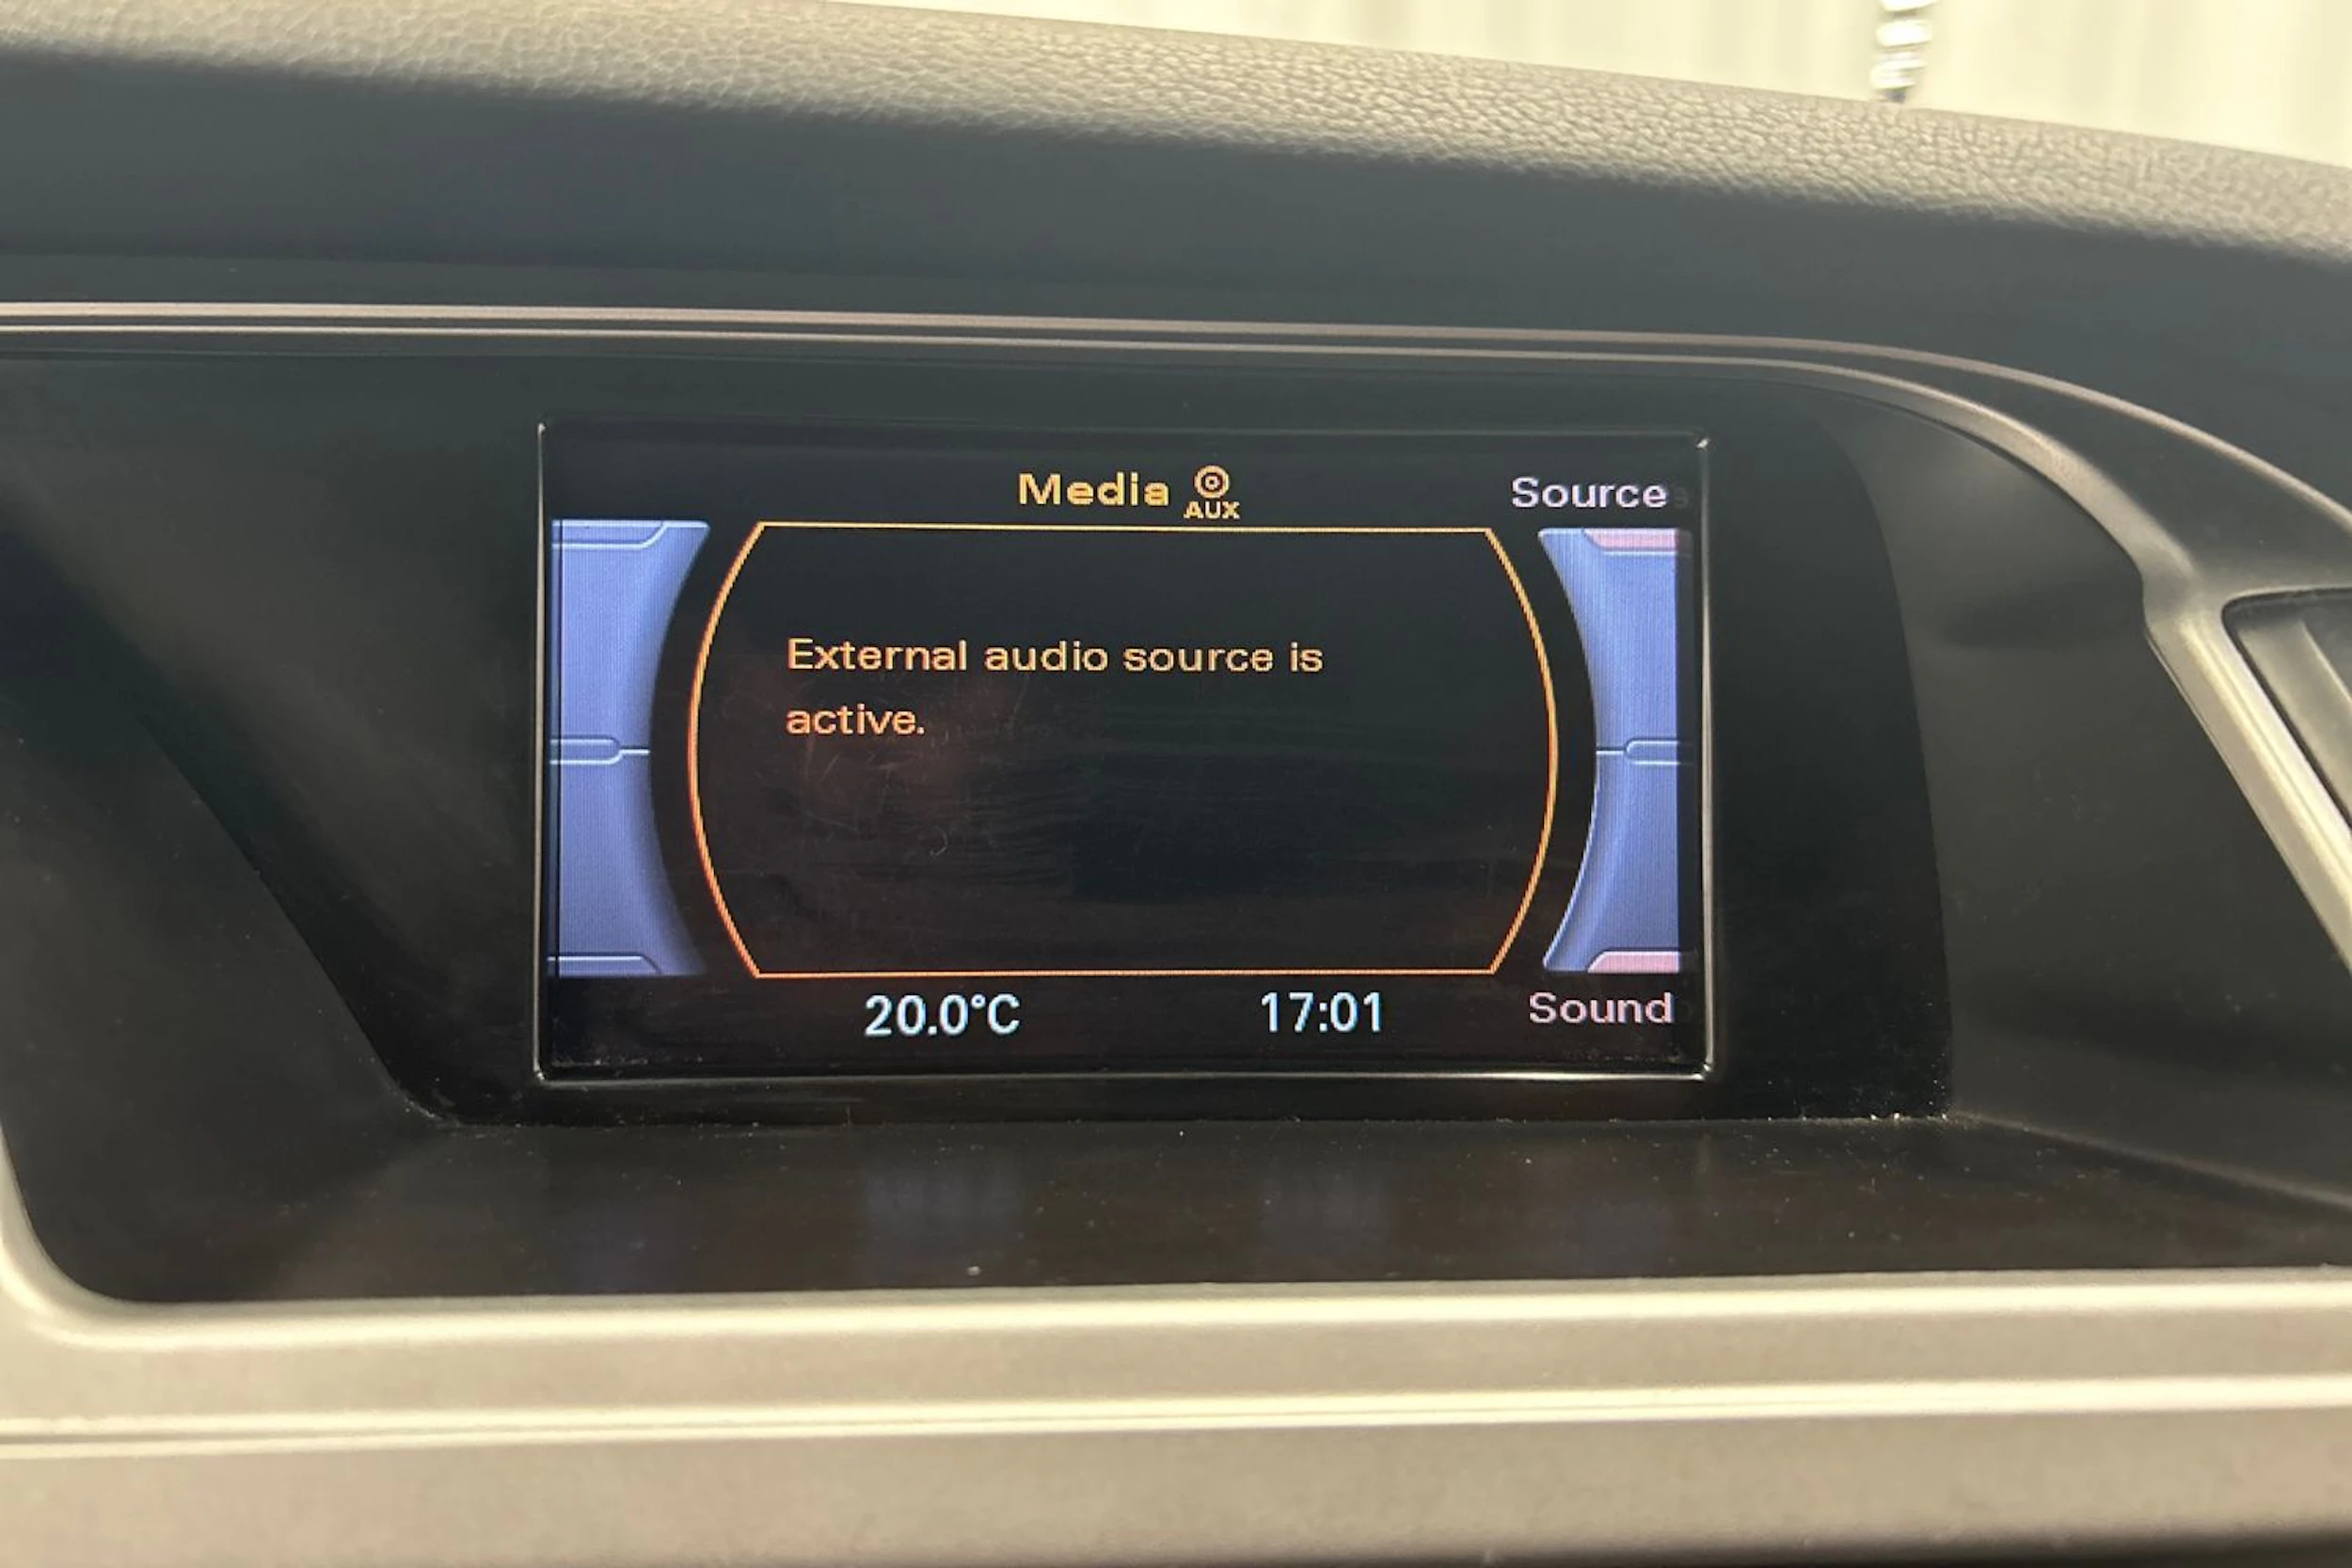 Media AUX
Source
External audio source is
active.
20.0°C 17:01
Sound